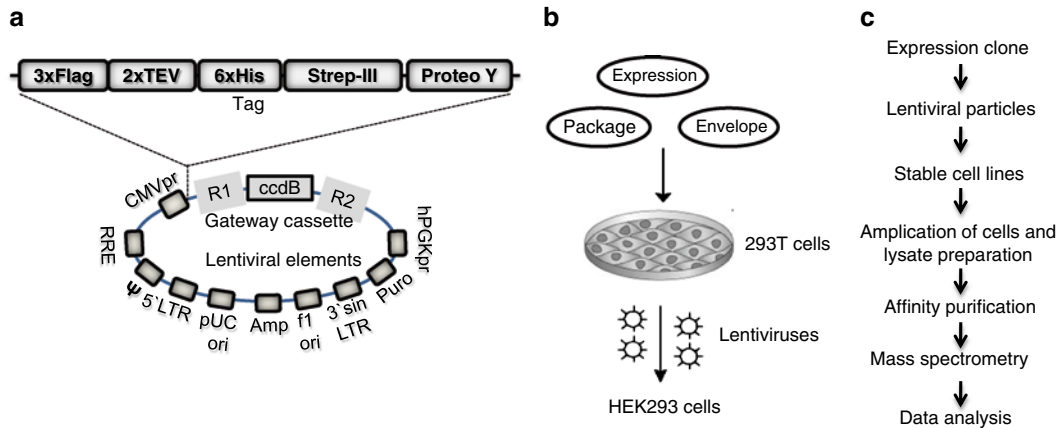 a
3xFlag 2xTEV 6xHis Strep-III Proteo Y
Tag
CMVpr R1 ccdB R2
Gateway cassette
hPGKpr
RRE
Lentiviral elements
Ψ 5`LTR pUC ori Amp f1 ori 3`sin LTR Puro
b
Expression
Package Envelope
293T cells
Lentiviruses
HEK293 cells
c
Expression clone
Lentiviral particles
Stable cell lines
Amplication of cells and
lysate preparation
Affinity purification
Mass spectrometry
Data analysis